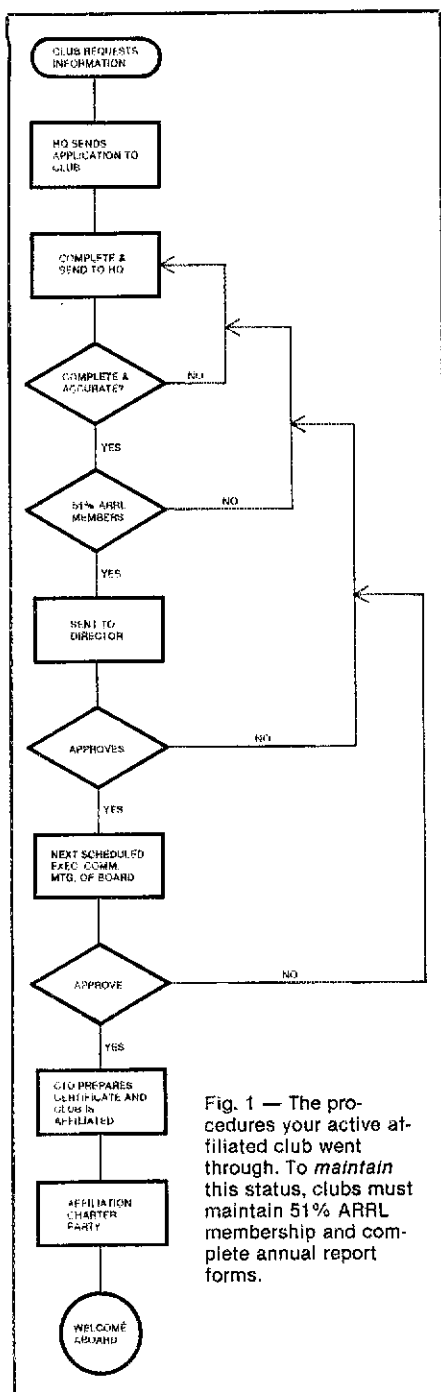 CLUB REQUESTS
INFORMATION
HQ SENDS
APPLICATION TO
CLUB
COMPLETE &
SEND TO HQ
COMPLETE &
ACCURATE?
NO
YES
51% ARRL
MEMBERS
NO
YES
SENT TO
DIRECTOR
APPROVES
NO
YES
NEXT SCHEDULED
EXEC. COMM.
MTG. OF BOARD
APPROVE
NO
YES
PREPARES
CERTIFICATE AND
CLUB IS
AFFILIATED
AFFILIATION
CHARTER
PARTY
WELCOME
ABOARD
Fig. 1 — The pro-
cedures your active af-
filiated club went
through. To maintain
this status, clubs must
maintain 51% ARRL
membership and com-
plete annual report
forms.